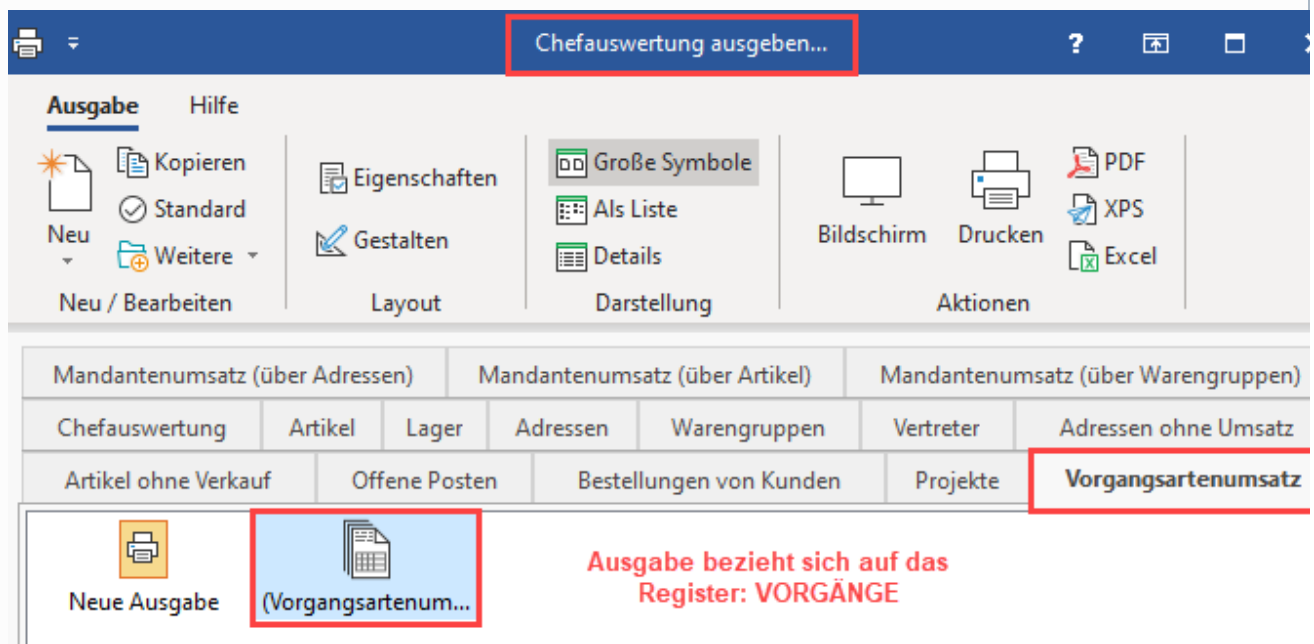 Chefauswertung ausgeben...
?
Ausgabe Hilfe
Neu
Kopieren
Standard
Weitere
Neu / Bearbeiten
Eigenschaften
Gestalten
Layout
Große Symbole
Als Liste
Details
Darstellung
Bildschirm
Drucken
PDF
XPS
Excel
Aktionen
Mandantenumsatz (über Adressen) Mandantenumsatz (über Artikel) Mandantenumsatz (über Warengruppen)
Chefauswertung Artikel Lager Adressen Warengruppen Vertreter Adressen ohne Umsatz
Artikel ohne Verkauf Offene Posten Bestellungen von Kunden Projekte Vorgangsartenumsatz
Neue Ausgabe (Vorgangsartenum...
Ausgabe bezieht sich auf das
Register: VORGÄNGE